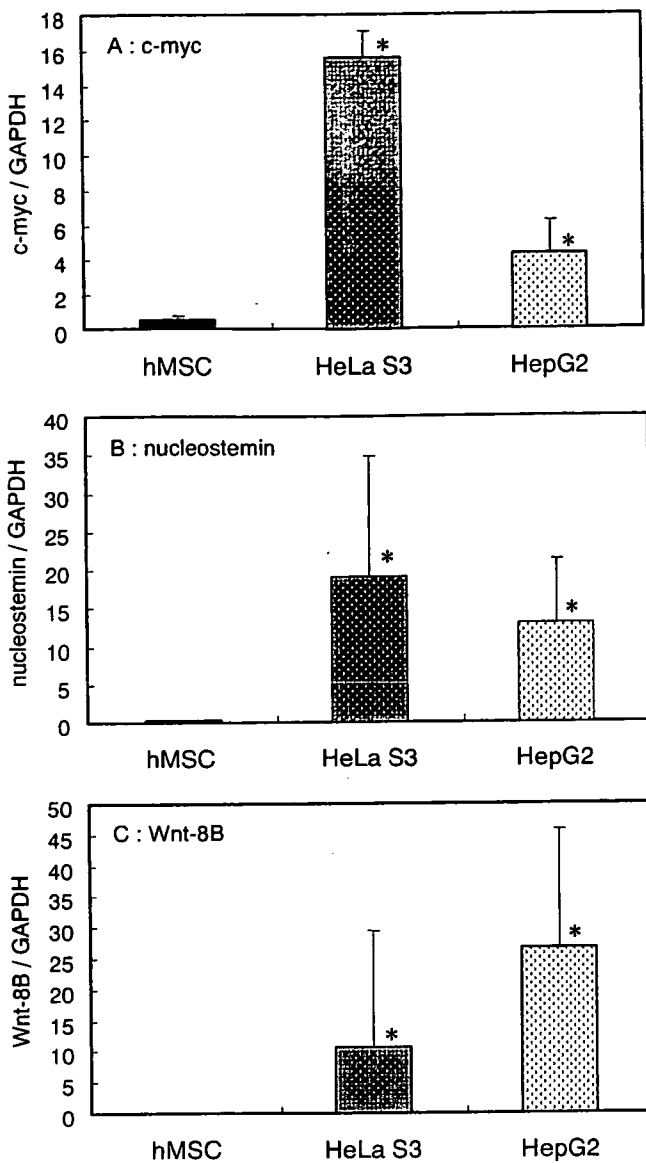 A : c-myc
c-myc / GAPDH
18
16
14
12
10
8
6
4
2
0
*
*
hMSC
HeLa S3
HepG2
B : nucleostemin
nucleostemin / GAPDH
40
35
30
25
20
15
10
5
0
*
*
hMSC
HeLa S3
HepG2
C : Wnt-8B
Wnt-8B / GAPDH
50
45
40
35
30
25
20
15
10
5
0
*
*
hMSC
HeLa S3
HepG2